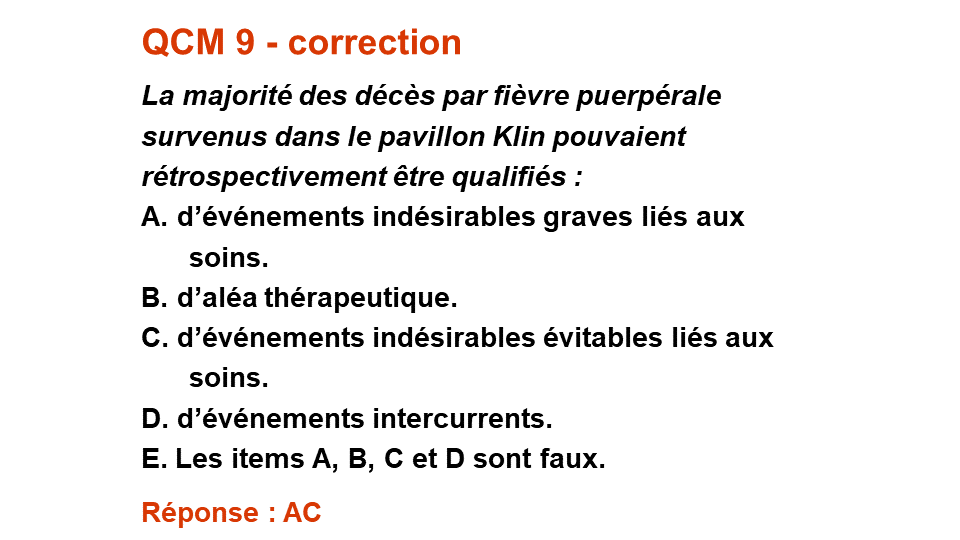 QCM 9 - correction
La majorité des décès par fièvre puerpérale
survenus dans le pavillon Klin pouvaient
rétrospectivement être qualifiés :
A. d’événements indésirables graves liés aux
soins.
B. d’aléa thérapeutique.
C. d’événements indésirables évitables liés aux
soins.
D. d’événements intercurrents.
E. Les items A, B, C et D sont faux.
Réponse : AC